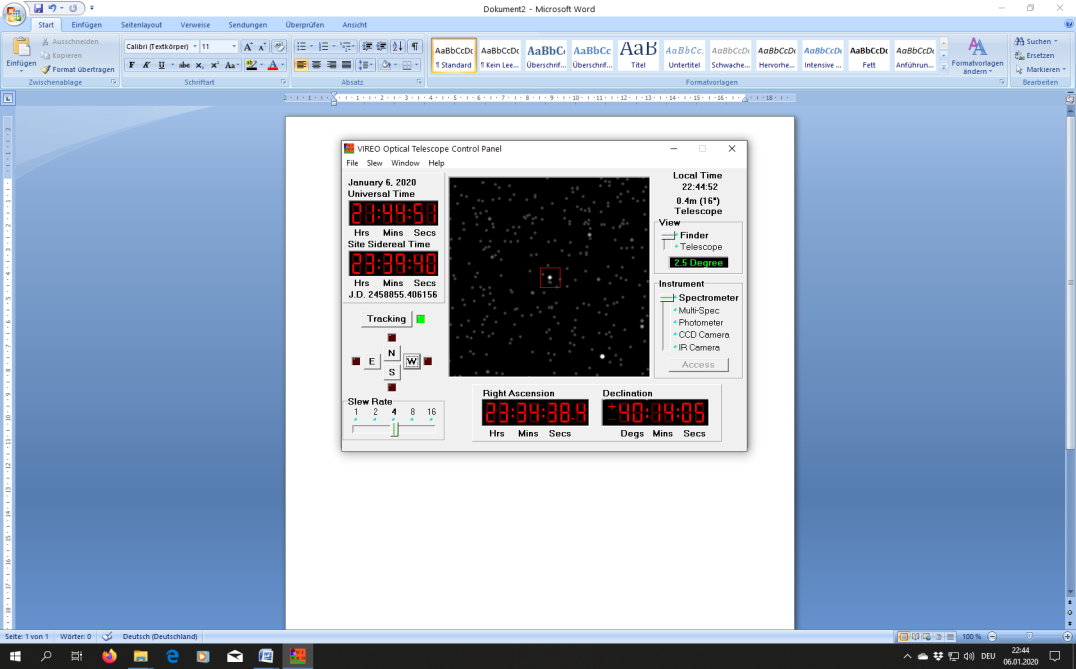 Dokument2 - Microsoft Word
Start Einfügen Seitenlayout Verweise Sendungen Überprüfen Ansicht
Einfügen
Ausschneiden
Kopieren
Format übertragen
Zwischenablage
Calibri (Textkörper) 11
F K U abe x₂ x² Aa
Schriftart
Absatz
AaBbCcDc AaBbCcDc AaBbCc AaBbCc AaB AaBbCc. AaBbCcDc AaBbCcDc AaBbCcDc AaBbCcDc AaBbCcDc
¶ Standard ¶ Kein Lee... Überschrif... Überschrif... Titel Untertitel Schwache... Hervorhe... Intensive ... Fett Anführun...
Formatvorlagen
Formatvorlagen
ändern
Suchen
Ersetzen
Markieren
Bearbeiten
VIREO Optical Telescope Control Panel
File Slew Window Help
January 6, 2020
Universal Time
21:44:51
Hrs Mins Secs
Site Sidereal Time
23:39:40
Hrs Mins Secs
J.D. 2458855.406156
Tracking
N
E W
S
Slew Rate
1 2 4 8 16
Local Time
22:44:52
0.4m (16")
Telescope
View
Finder
Telescope
2.5 Degree
Instrument
Spectrometer
Multi-Spec
Photometer
CCD Camera
IR Camera
Access
Right Ascension
23:34:38.4
Hrs Mins Secs
Declination
+40:14:05
Degs Mins Secs
Seite: 1 von 1 Wörter: 0 Deutsch (Deutschland)
100 %
DEU
22:44
06.01.2020